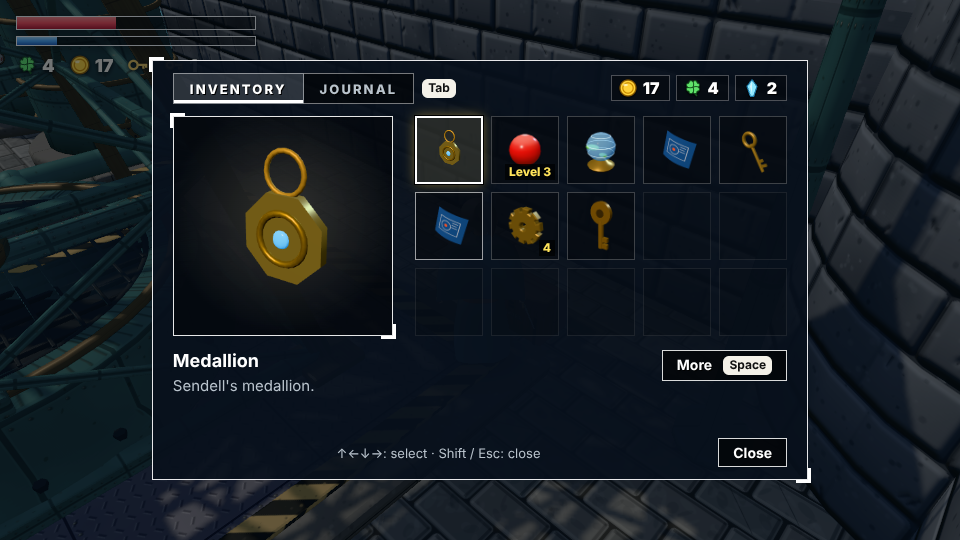 4 17
INVENTORY JOURNAL Tab 17 4 2
Level 3
4
Medallion
Sendell's medallion.
More Space
↑←↓→: select · Shift / Esc: close
Close